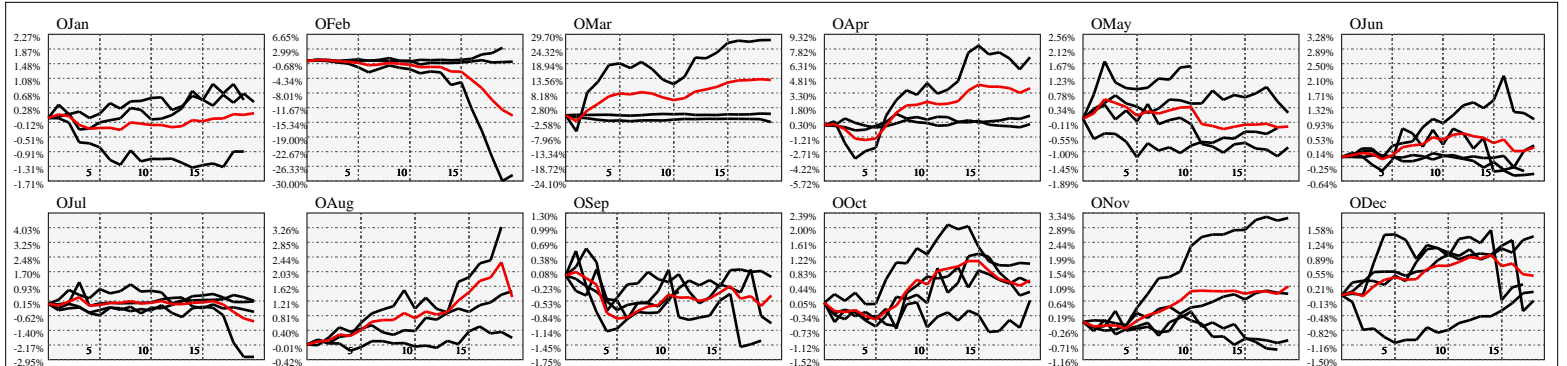 OJan OFeb OMar OApr OMay OJun
2.27% 6.65% 29.70% 9.32% 2.56% 3.28%
1.87% 2.99% 24.32% 7.82% 2.12% 2.89%
1.48% -0.68% 18.94% 6.31% 1.67% 2.50%
1.08% -4.34% 13.56% 4.81% 1.23% 2.10%
0.68% -8.01% 8.18% 3.30% 0.78% 1.71%
0.28% -11.67% 2.80% 1.80% 0.34% 1.32%
-0.12% -15.34% -2.58% 0.30% -0.11% 0.93%
-0.51% -19.00% -7.96% -1.21% -0.55% 0.53%
-0.91% -22.67% -13.34% -2.71% -1.00% 0.14%
-1.31% -26.33% -18.72% -4.22% -1.45% -0.25%
5 10 15 5 10 15 5 10 15 5 10 15 5 10 15 5 10 15
-1.71% -30.00% -24.10% -5.72% -1.89% -0.64%
OJul OAug OSep OOct ONov ODec
1.30% 2.39% 3.34%
4.03% 3.26% 0.99% 2.00% 2.89% 1.58%
3.25% 2.85% 0.69% 1.61% 2.44% 1.24%
2.48% 2.44% 0.38% 1.22% 1.99% 0.89%
1.70% 2.03% 0.08% 0.83% 1.54% 0.55%
0.93% 1.62% -0.23% 0.44% 1.09% 0.21%
0.15% 1.21% -0.53% 0.05% 0.64% -0.13%
-0.62% 0.81% -0.84% -0.34% 0.19% -0.48%
-1.40% 0.40% -1.14% -0.73% -0.26% -0.82%
-2.17% -0.01% -1.45% -1.12% -0.71% -1.16%
5 10 15 5 10 15 5 10 15 5 10 15 5 10 15 5 10 15
-2.95% -0.42% -1.75% -1.52% -1.16% -1.50%